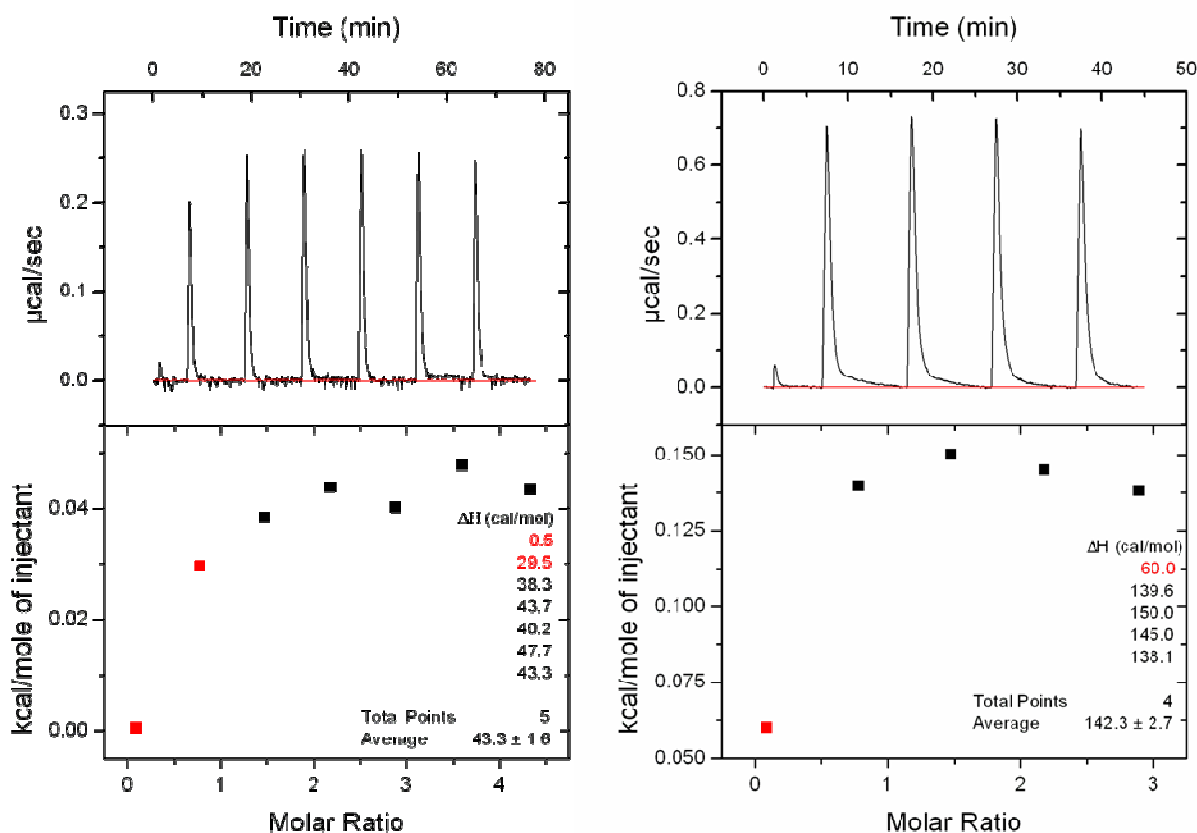 Time (min)
0 20 40 60 80
0.3
0.2
0.1
0.0
µcal/sec
0.04
0.02
0.00
kcal/mole of injectant
ΔH (cal/mol)
0.5
29.5
38.3
43.7
40.2
47.7
43.3
Total Points 5
Average 43.3 ± 1.6
0 1 2 3 4
Molar Ratio
Time (min)
0 10 20 30 40 50
0.8
0.6
0.4
0.2
0.0
µcal/sec
0.150
0.125
0.100
0.075
0.050
kcal/mole of injectant
ΔH (cal/mol)
60.0
139.6
150.0
145.0
138.1
Total Points 4
Average 142.3 ± 2.7
0 1 2 3
Molar Ratio